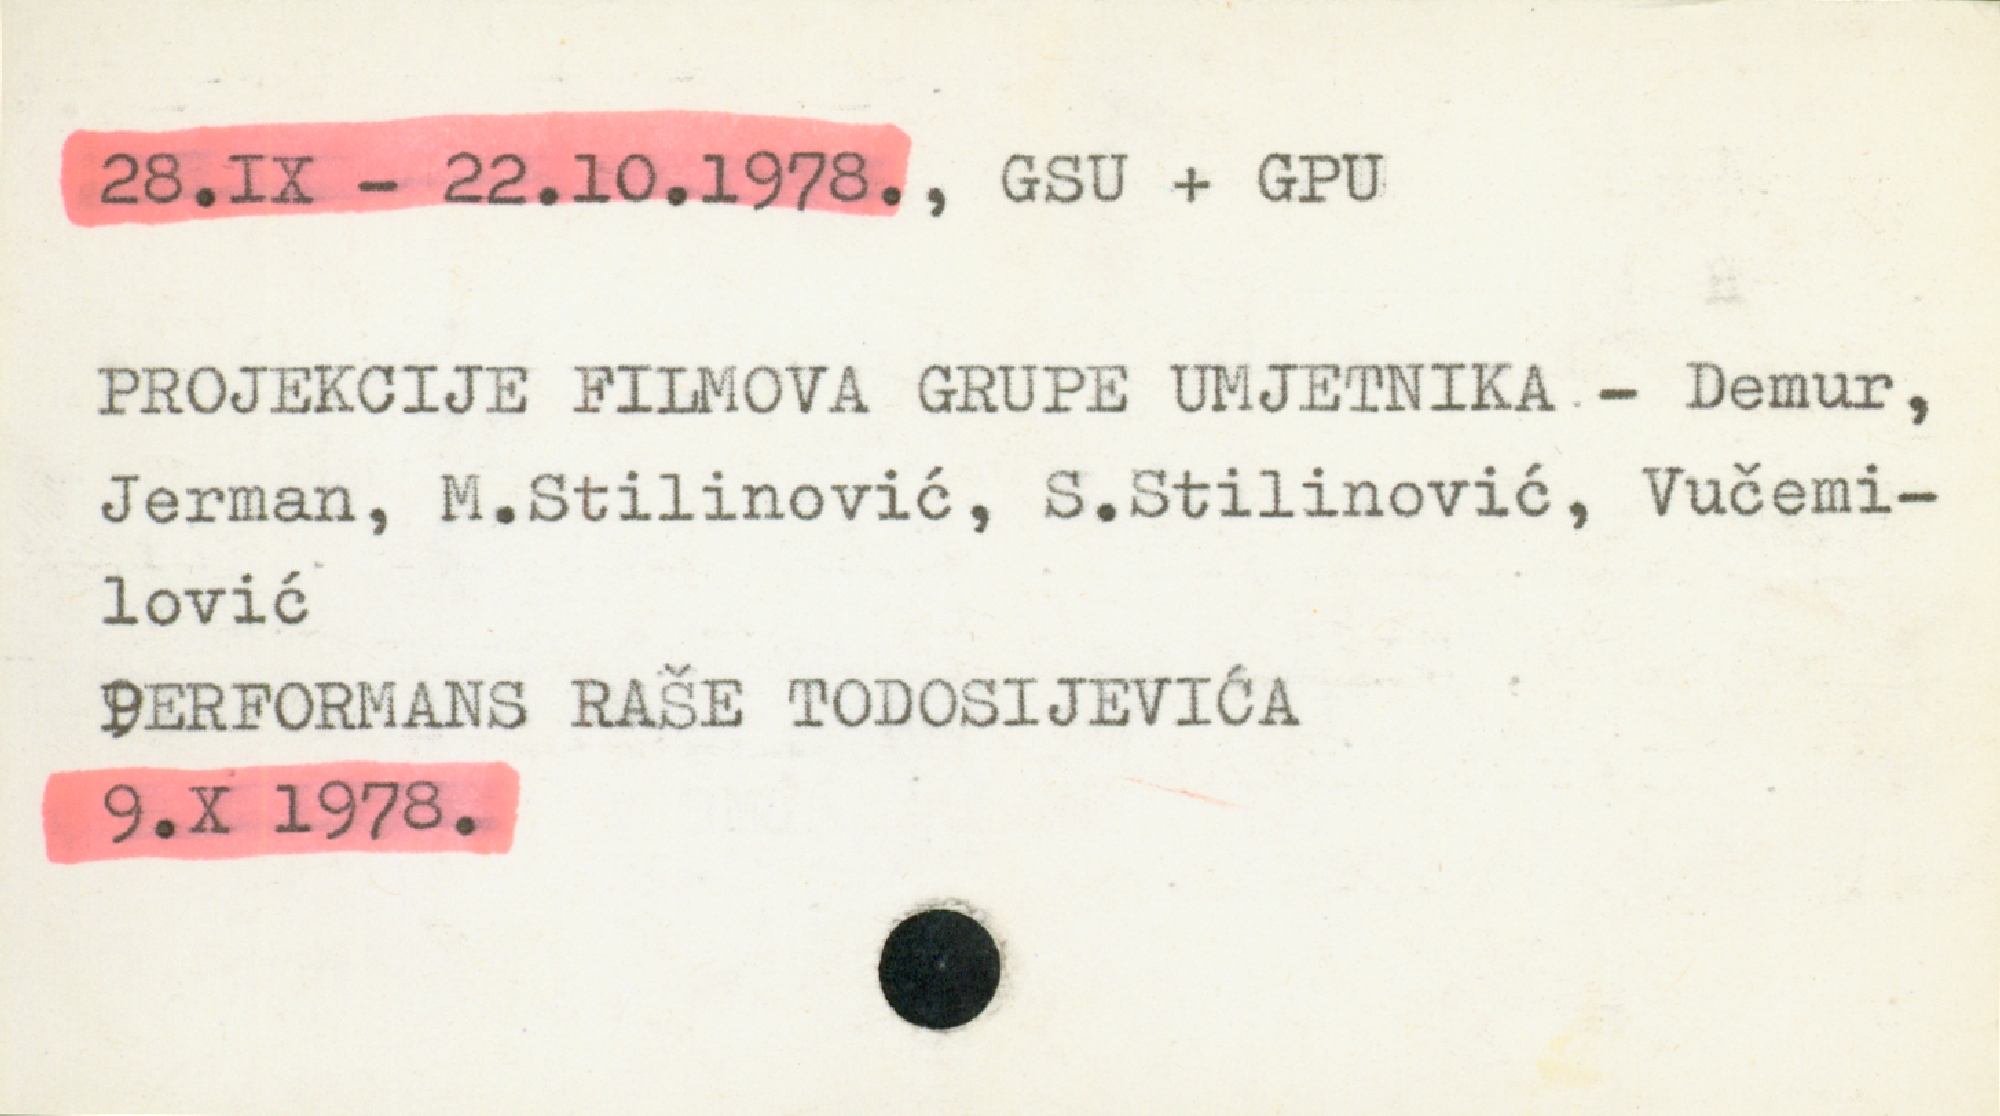 28.IX - 22.10.1978., GSU + GPU
PROJEKCIJE FILMOVA GRUPE UMJETNIKA - Demur,
Jerman, M.Stilinović, S.Stilinović, Vučemi-
lović
PERFORMANS RAŠE TODOSIJEVIĆA
9.X 1978.